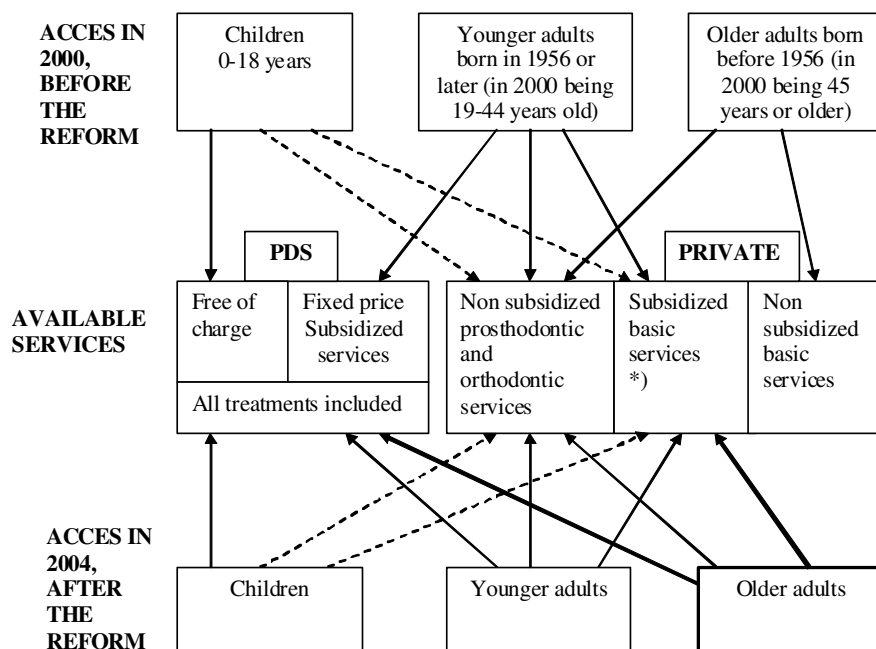 ACCES IN
2000,
BEFORE
THE
REFORM
Children
0-18 years
Younger adults
born in 1956 or
later (in 2000 being
19-44 years old)
Older adults born
before 1956 (in
2000 being 45
years or older)
PDS
PRIVATE
AVAILABLE
SERVICES
Free of
charge
Fixed price
Subsidized
services
All treatments included
Non subsidized
prosthodontic
and
orthodontic
services
Subsidized
basic
services
*)
Non
subsidized
basic
services
ACCES IN
2004,
AFTER
THE
REFORM
Children
Younger adults
Older adults